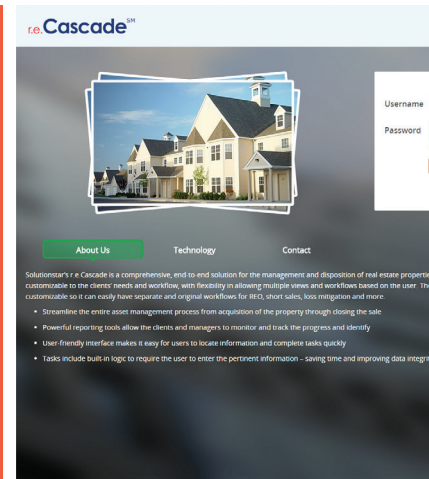 r.e.Cascade℠
Username
Password
About Us
Technology
Contact
Solutionstar's r.e Cascade is a comprehensive, end-to-end solution for the management and disposition of real estate propertie
customizable to the clients' needs and workflow, with flexibility in allowing multiple views and workflows based on the user. The
customizable so it can easily have separate and original workflows for REO, short sales, loss mitigation and more.
• Streamline the entire asset management process from acquisition of the property through closing the sale
• Powerful reporting tools allow the clients and managers to monitor and track the progress and identify
• User-friendly interface makes it easy for users to locate information and complete tasks quickly
• Tasks include built-in logic to require the user to enter the pertinent information – saving time and improving data integrit